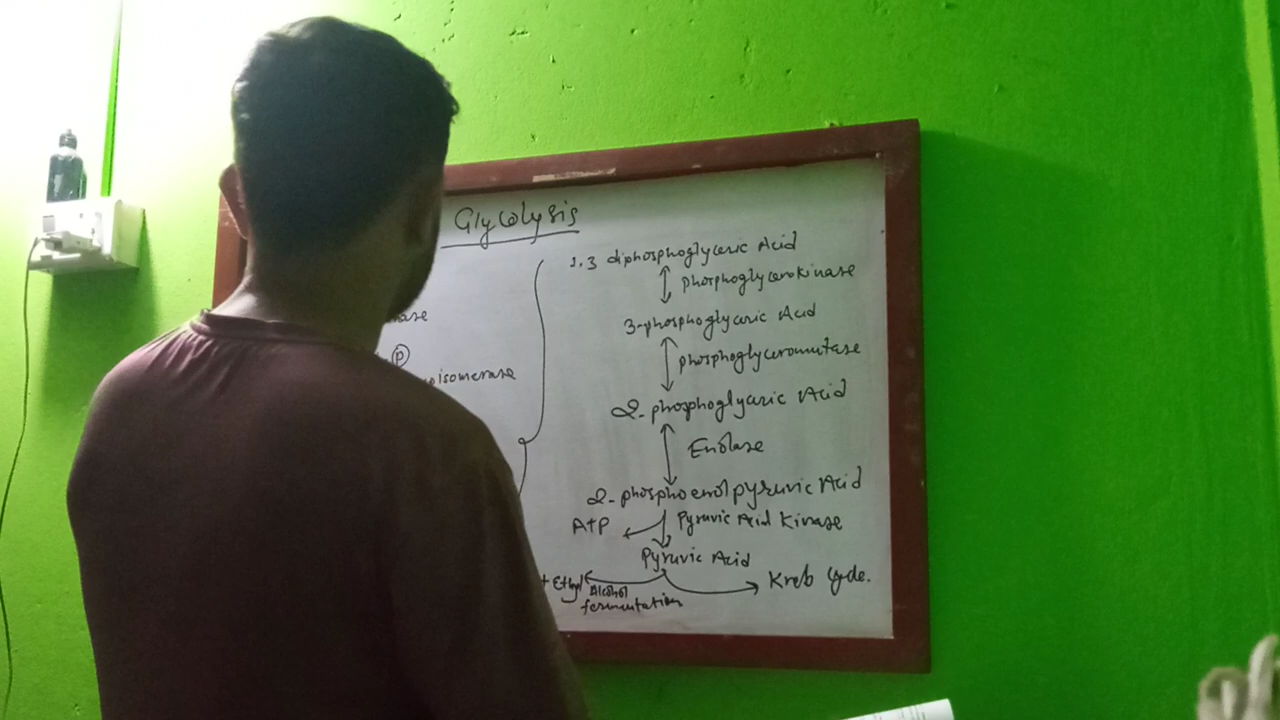 Glycolysis
P
isomerase
1.3 diphosphoglyceric Acid
phosphoglycerokinase
3-phosphoglyceric Acid
phosphoglyceromutase
2-phosphoglyceric Acid
Enolase
2-phosphoenolpyruvic Acid
ATP Pyruvic Acid Kinase
Pyruvic Acid
+ Ethyl Alcohol Kreb Cycle.
fermentation